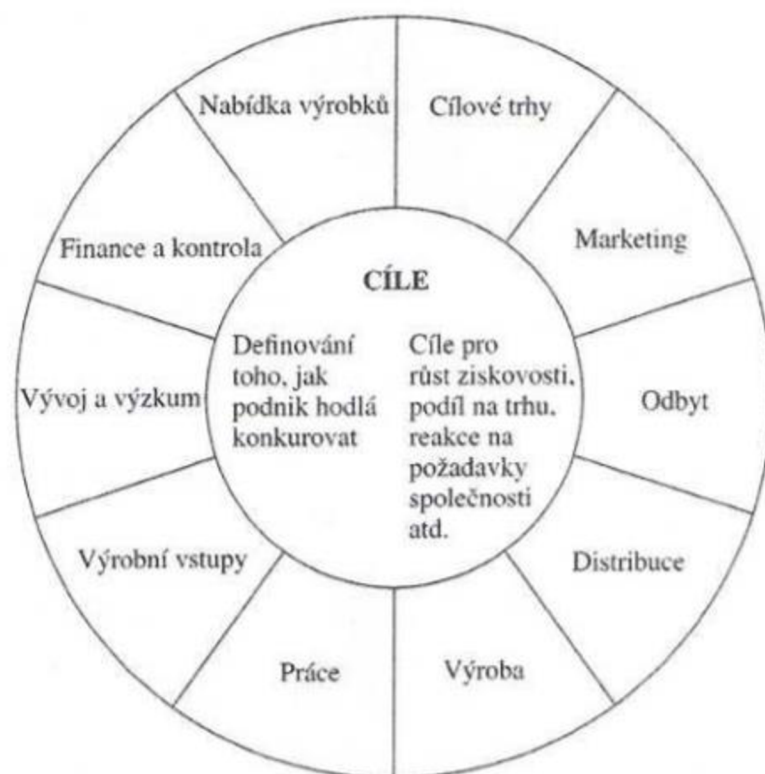 Nabídka výrobků
Cílové trhy
Marketing
Odbyt
Distribuce
Výroba
Práce
Výrobní vstupy
Vývoj a výzkum
Finance a kontrola
CÍLE
Definování
toho, jak
podnik hodlá
konkurovat
Cíle pro
růst ziskovosti,
podíl na trhu,
reakce na
požadavky
společnosti
atd.